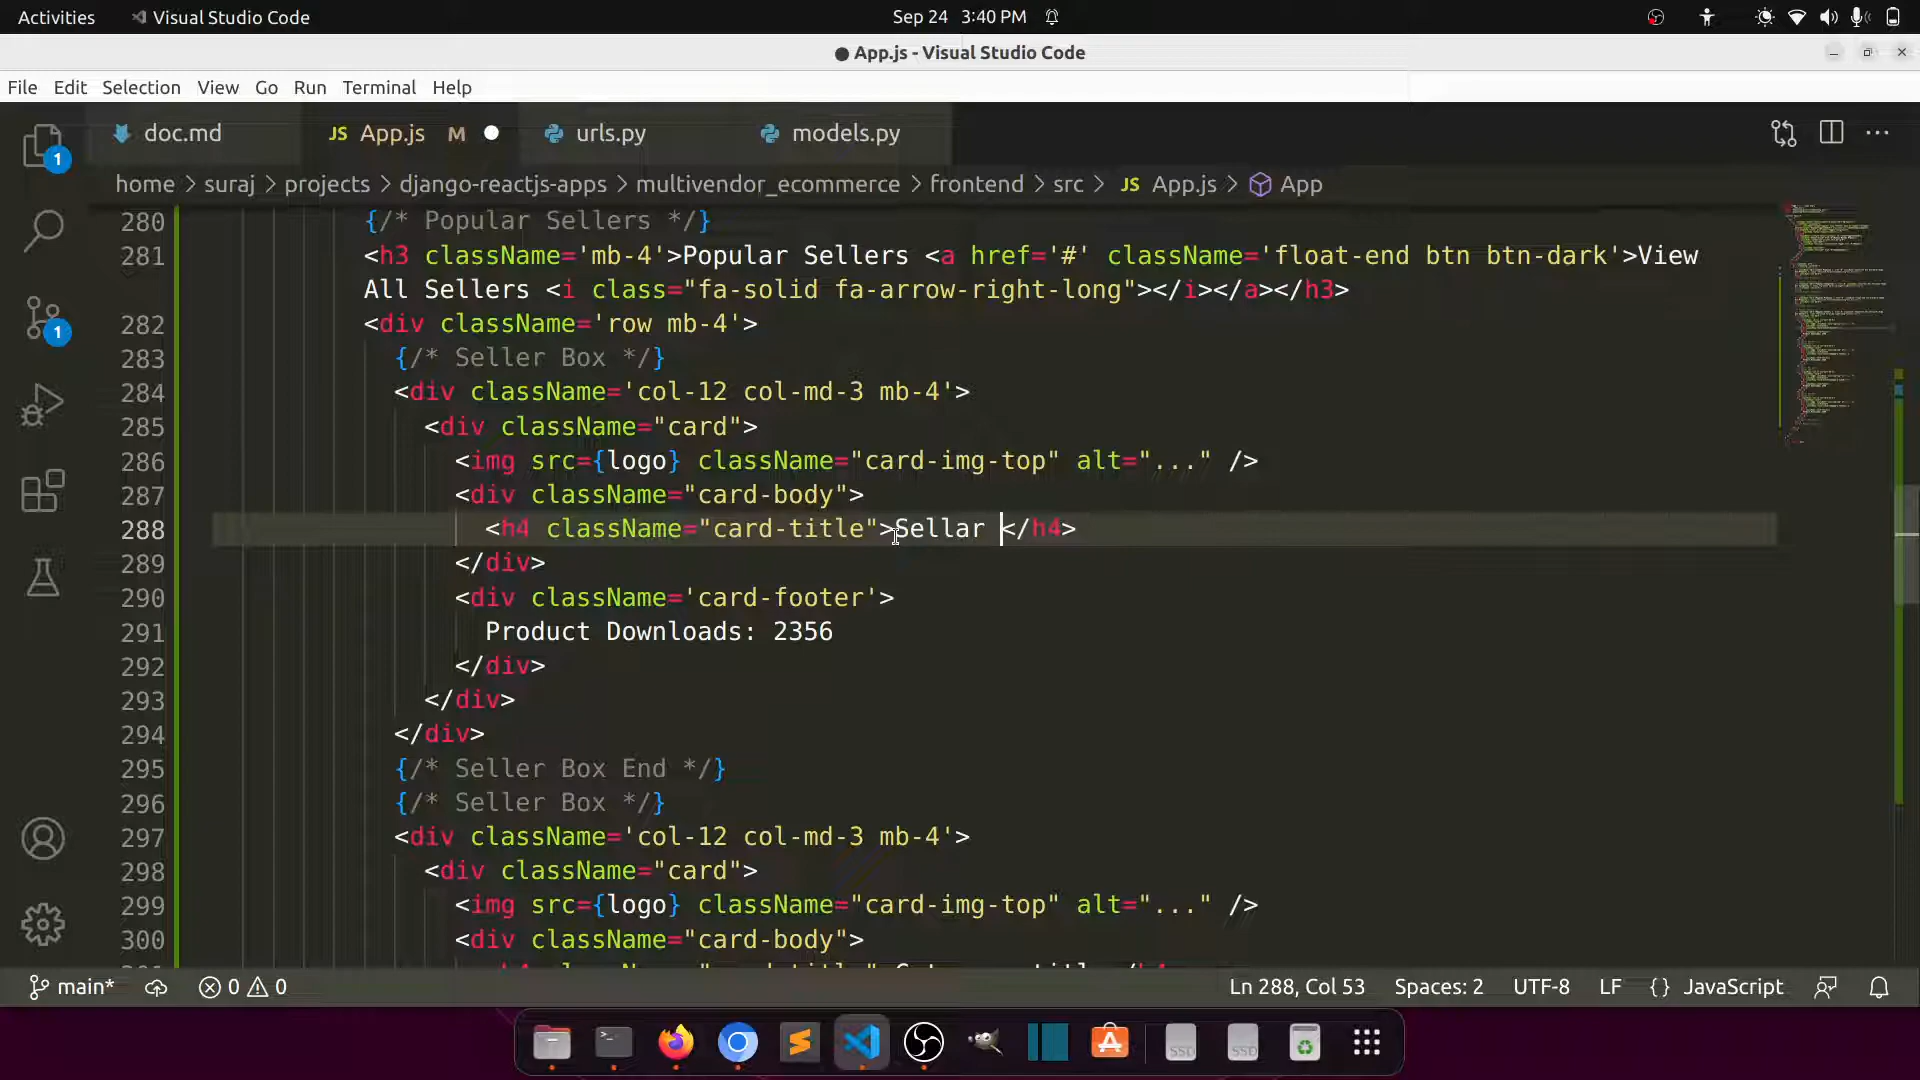 Activities
Visual Studio Code
Sep 24 3:40 PM
● App.js - Visual Studio Code
File Edit Selection View Go Run Terminal Help
doc.md
JS App.js M
urls.py
models.py
home > suraj > projects > django-reactjs-apps > multivendor_ecommerce > frontend > src > JS App.js > App
280 {/* Popular Sellers */}
281 <h3 className='mb-4'>Popular Sellers <a href='#' className='float-end btn btn-dark'>View
All Sellers <i class="fa-solid fa-arrow-right-long"></i></a></h3>
282 <div className='row mb-4'>
283 {/* Seller Box */}
284 <div className='col-12 col-md-3 mb-4'>
285 <div className="card">
286 <img src={logo} className="card-img-top" alt="..." />
287 <div className="card-body">
288 <h4 className="card-title">Sellar </h4>
289 </div>
290 <div className='card-footer'>
291 Product Downloads: 2356
292 </div>
293 </div>
294 </div>
295 {/* Seller Box End */}
296 {/* Seller Box */}
297 <div className='col-12 col-md-3 mb-4'>
298 <div className="card">
299 <img src={logo} className="card-img-top" alt="..." />
300 <div className="card-body">
1
1
main* 0 0 Ln 288, Col 53 Spaces: 2 UTF-8 LF {} JavaScript
SSD
SSD